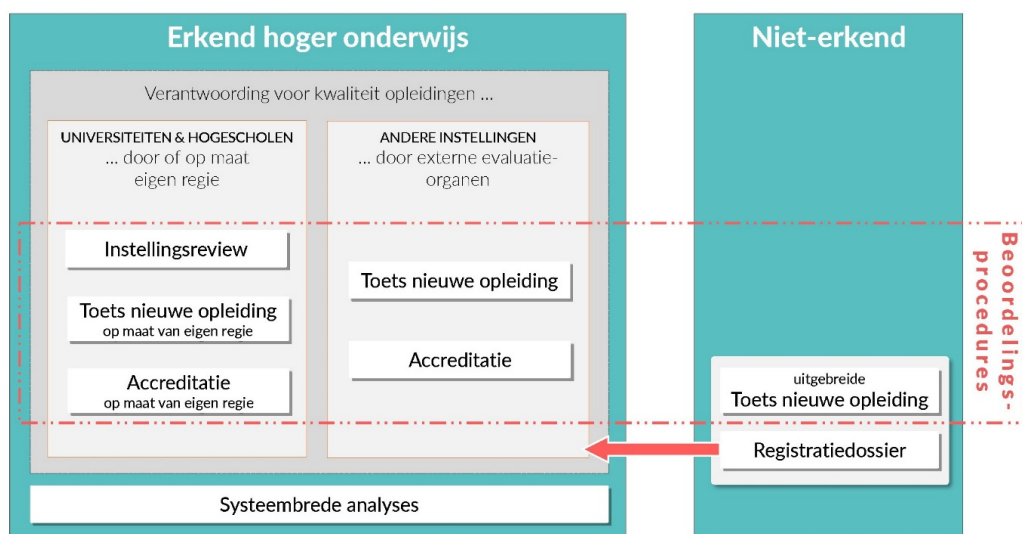 Erkend hoger onderwijs
Verantwoording voor kwaliteit opleidingen ...
UNIVERSITEITEN & HOGESCHOLEN
... door of op maat
eigen regie
Instellingsreview
Toets nieuwe opleiding
op maat van eigen regie
Accreditatie
op maat van eigen regie
ANDERE INSTELLINGEN
... door externe evaluatie-
organen
Toets nieuwe opleiding
Accreditatie
Systeembrede analyses
Niet-erkend
uitgebreide
Toets nieuwe opleiding
Registratiedossier
Beoordelings-
procedures